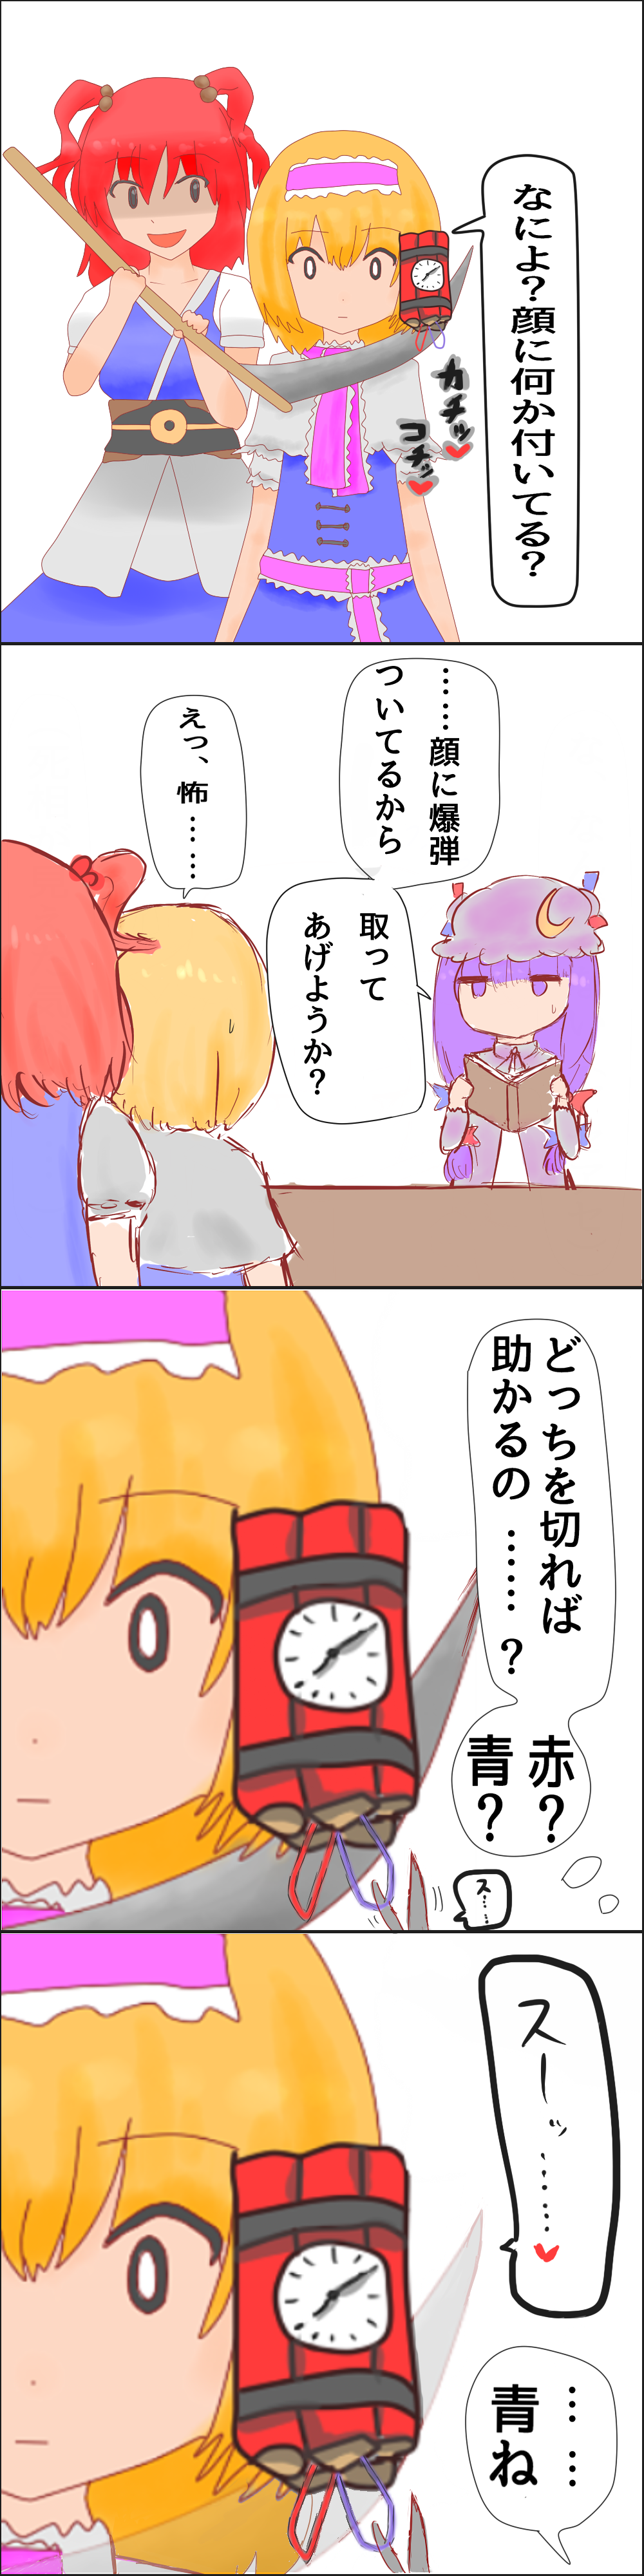 なによ？顔に何か付いてる？
カチッ♥
コチッ♥
……顔に爆弾
ついてるから
取って
あげようか？
えっ、怖……
どっちを切れば
助かるの……？
赤？
青？
ス……
スーッ……♥
……
青ね